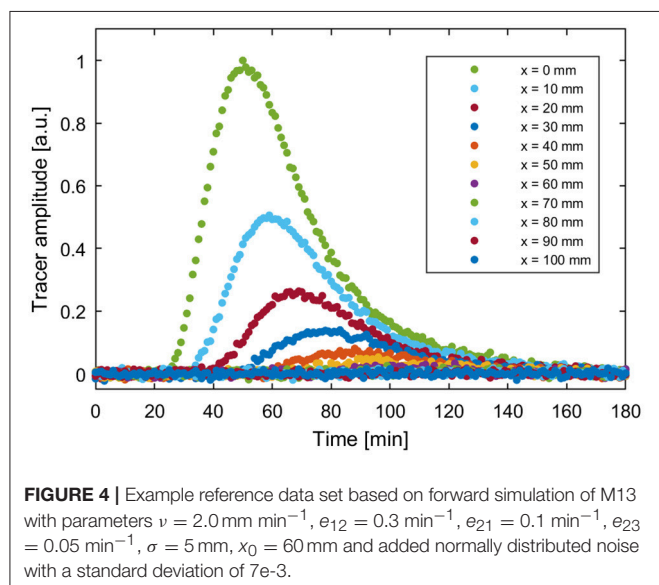 1
0.8
0.6
0.4
0.2
0
Tracer amplitude [a.u.]
x = 0 mm
x = 10 mm
x = 20 mm
x = 30 mm
x = 40 mm
x = 50 mm
x = 60 mm
x = 70 mm
x = 80 mm
x = 90 mm
x = 100 mm
0 20 40 60 80 100 120 140 160 180
Time [min]
FIGURE 4 | Example reference data set based on forward simulation of M13
with parameters ν = 2.0 mm min⁻¹, e₁₂ = 0.3 min⁻¹, e₂₁ = 0.1 min⁻¹, e₂₃
= 0.05 min⁻¹, σ = 5 mm, x₀ = 60 mm and added normally distributed noise
with a standard deviation of 7e-3.